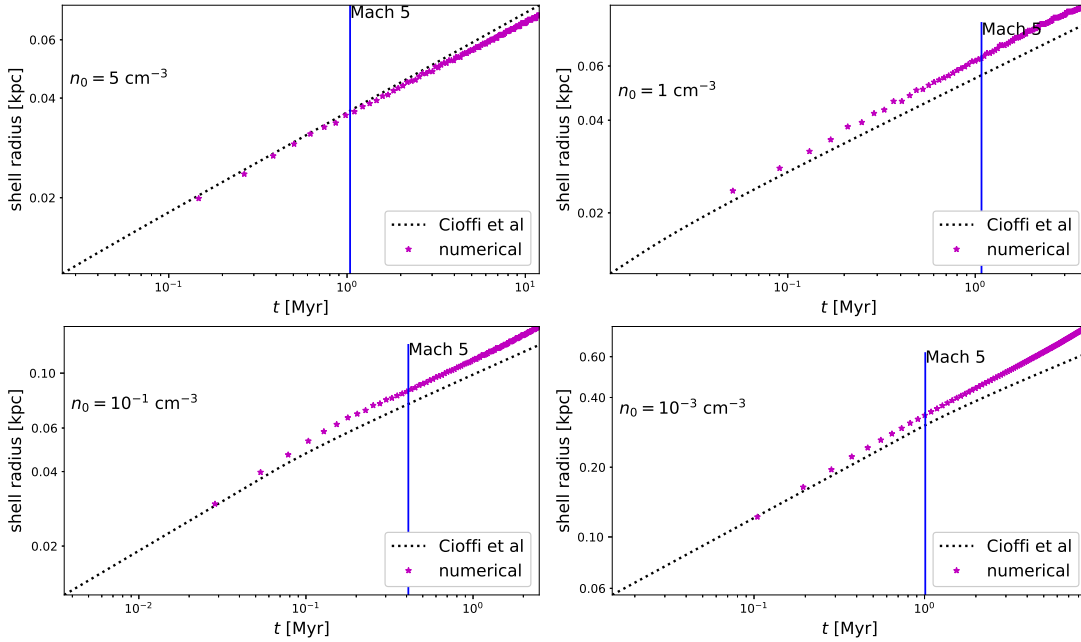 Mach 5
0.06
n₀ = 5 cm⁻³
0.04
0.02
shell radius [kpc]
Cioffi et al
numerical
10⁻¹
10⁰
10¹
t [Myr]
Mach 5
0.06
n₀ = 1 cm⁻³
0.04
0.02
shell radius [kpc]
Cioffi et al
numerical
10⁻¹
10⁰
t [Myr]
Mach 5
0.10
n₀ = 10⁻¹ cm⁻³
0.06
0.04
0.02
shell radius [kpc]
Cioffi et al
numerical
10⁻²
10⁻¹
10⁰
t [Myr]
Mach 5
0.60
0.40
n₀ = 10⁻³ cm⁻³
0.20
0.10
0.06
shell radius [kpc]
Cioffi et al
numerical
10⁻¹
10⁰
t [Myr]